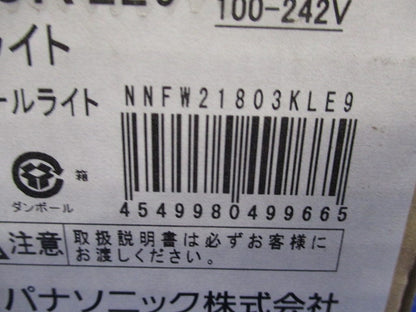 100-242V
イト
ールライト
NNFW21803KLE9
箱
ダンボール
4549980499665
注意
取扱説明書は必ずお客様に
お渡しください。
パナソニック株式会社